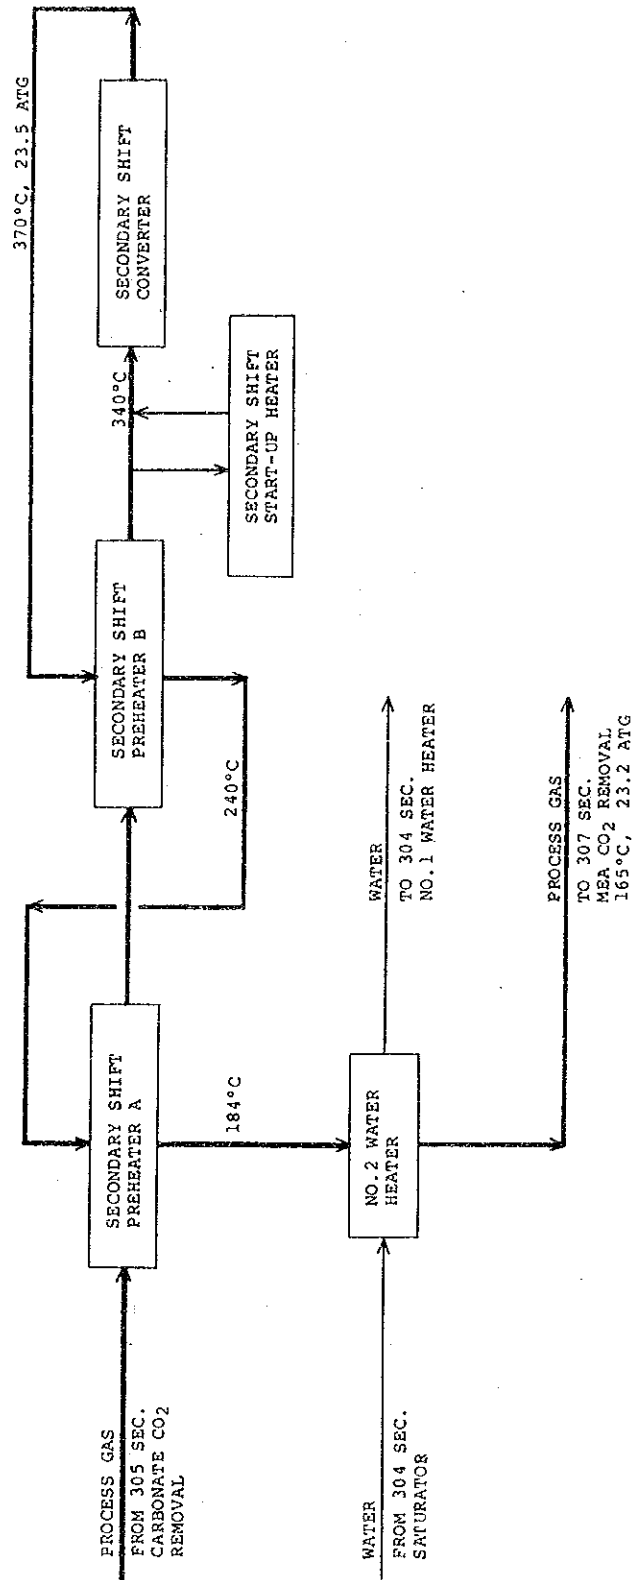 PROCESS GAS
FROM 305 SEC.
CARBONATE CO2
REMOVAL
SECONDARY SHIFT
PREHEATER A
SECONDARY SHIFT
PREHEATER B
340°C
SECONDARY SHIFT
CONVERTER
370°C, 23.5 ATG
SECONDARY SHIFT
START-UP HEATER
240°C
184°C
WATER
FROM 304 SEC.
SATURATOR
NO.2 WATER
HEATER
WATER
TO 304 SEC.
NO.1 WATER HEATER
PROCESS GAS
TO 307 SEC.
MEA CO2 REMOVAL
165°C, 23.2 ATG